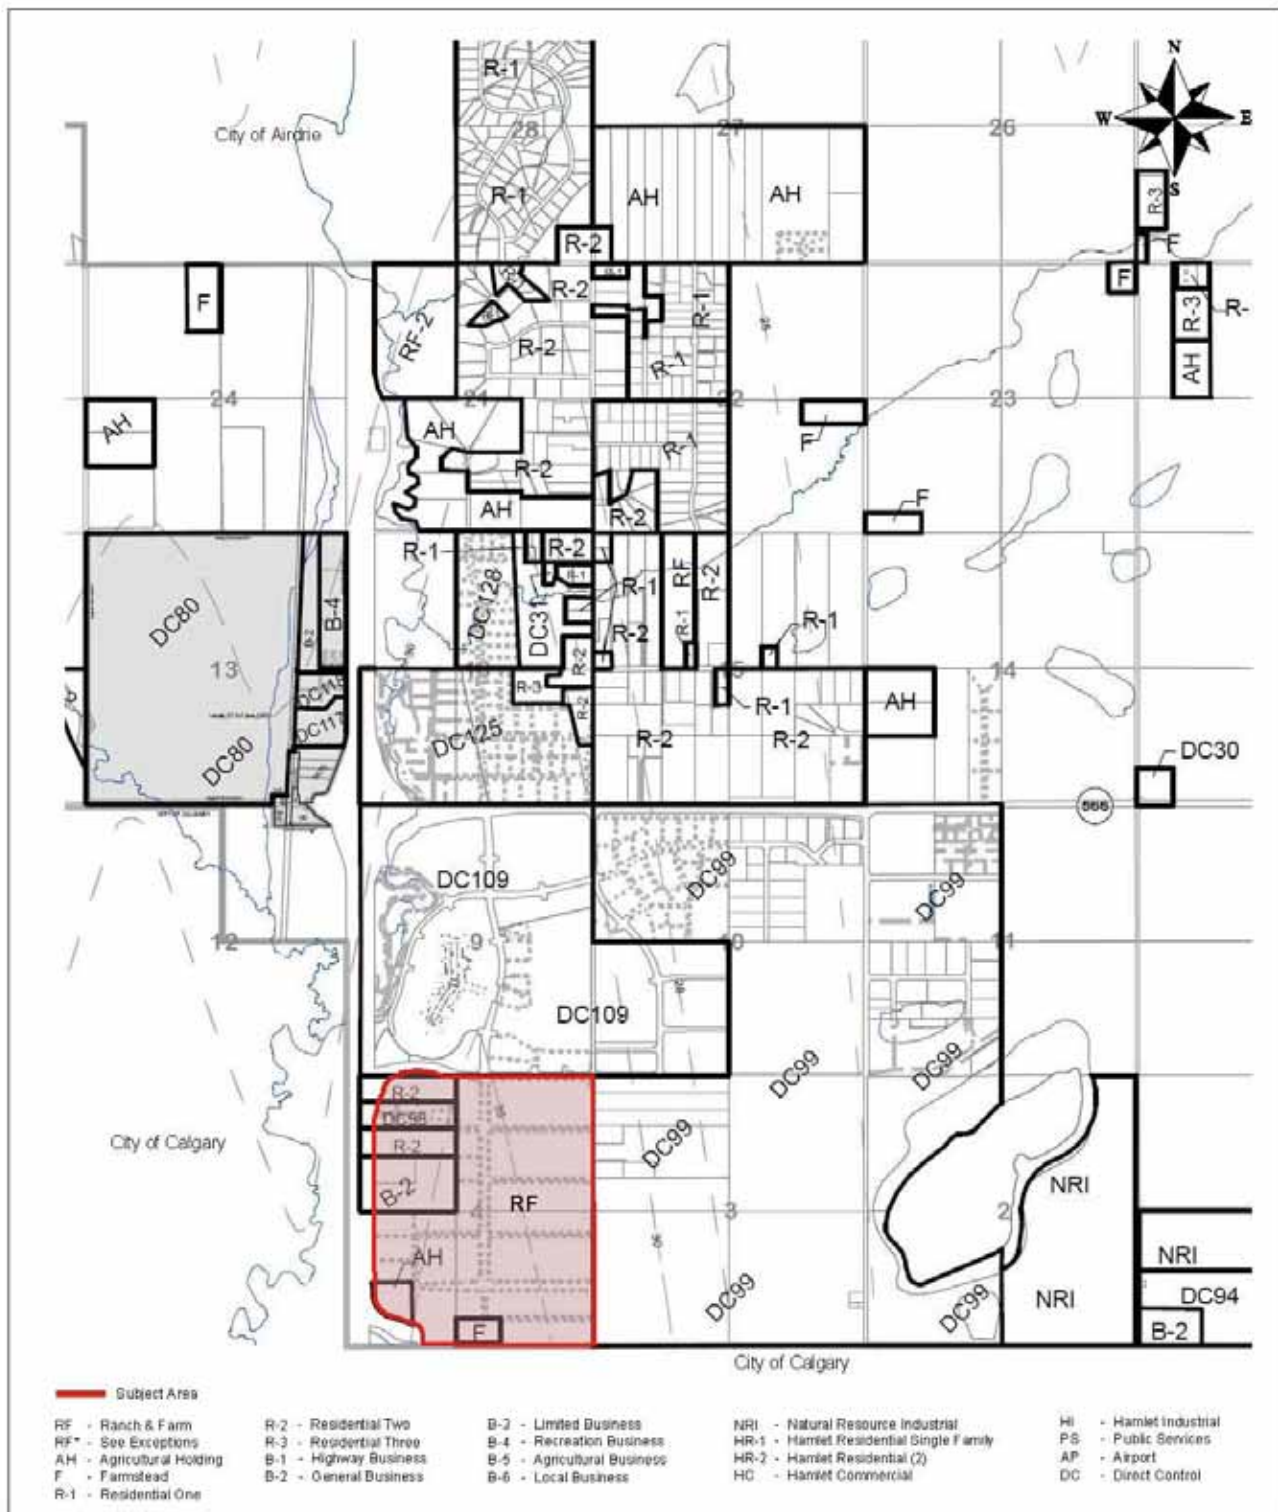 N
W E
S
R-1
City of Airdrie
28 27 26
R-1
AH
AH
R-3
R-2
F
F
F
R-2
R-1
R-
RF-2
R-2
R-1
R-3
AH
24 21 22 23
AH
AH
F
R-1
R-2
F
AH
R-2
R-1
R-2
DC128
DC31
R-1
R-1
RF
R-2
B-4
B-2
R-2
R-1
R-1
DC80
13 14
R-2
R-3
R-2
R-1
AH
DC117
DC125
R-2
R-2
DC80
DC30
566
DC109
DC99
DC99
12 9 10 11
DC109
DC99
DC99
R-2
DC98
R-2
DC99
City of Calgary
B-2
RF
NRI
3 2
AH
NRI
DC99
DC99
NRI
DC94
F
B-2
City of Calgary
Subject Area
RF - Ranch & Farm
RF* - See Exceptions
AH - Agricultural Holding
F - Farmstead
R-1 - Residential One
R-2 - Residential Two
R-3 - Residential Three
B-1 - Highway Business
B-2 - General Business
B-3 - Limited Business
B-4 - Recreation Business
B-5 - Agricultural Business
B-6 - Local Business
NRI - Natural Resource Industrial
HR-1 - Hamlet Residential Single Family
HR-2 - Hamlet Residential (2)
HC - Hamlet Commercial
HI - Hamlet Industrial
PS - Public Services
AP - Airport
DC - Direct Control